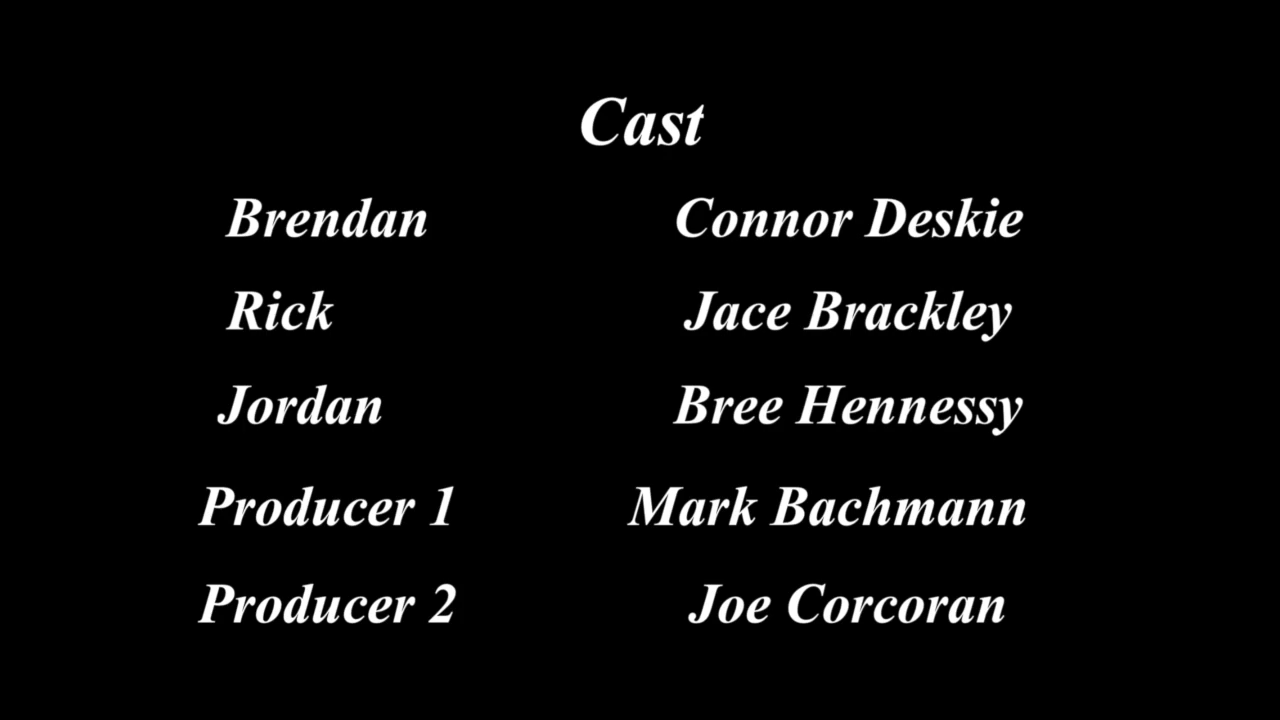 Cast
Brendan Connor Deskie
Rick Jace Brackley
Jordan Bree Hennessy
Producer 1 Mark Bachmann
Producer 2 Joe Corcoran